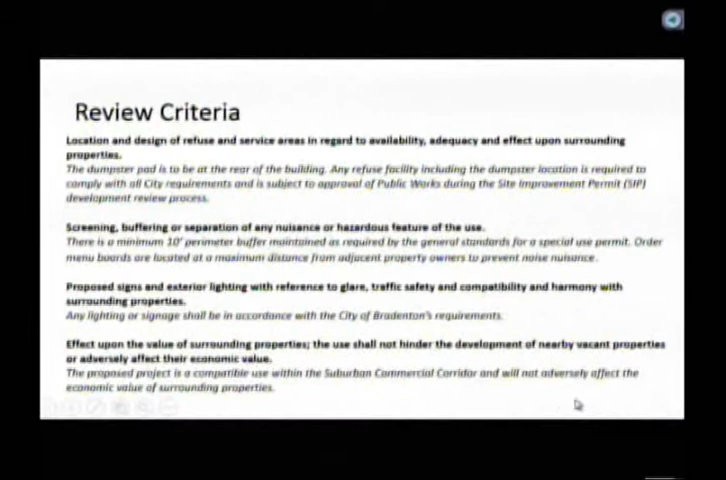 Review Criteria
Location and design of refuse and service areas in regard to availability, adequacy and effect upon surrounding
properties.
The dumpster pad is to be at the rear of the building. Any refuse facility including the dumpster location is required to
comply with all City requirements and is subject to approval of Public Works during the Site Improvement Permit (SIP)
development review process.
Screening, buffering or separation of any nuisance or hazardous feature of the use.
There is a minimum 10' perimeter buffer maintained as required by the general standards for a special use permit. Order
menu boards are located at a maximum distance from adjacent property owners to prevent noise nuisance.
Proposed signs and exterior lighting with reference to glare, traffic safety and compatibility and harmony with
surrounding properties.
Any lighting or signage shall be in accordance with the City of Bradenton's requirements.
Effect upon the value of surrounding properties; the use shall not hinder the development of nearby vacant properties
or adversely affect their economic value.
The proposed project is a compatible use within the Suburban Commercial Corridor and will not adversely affect the
economic value of surrounding properties.